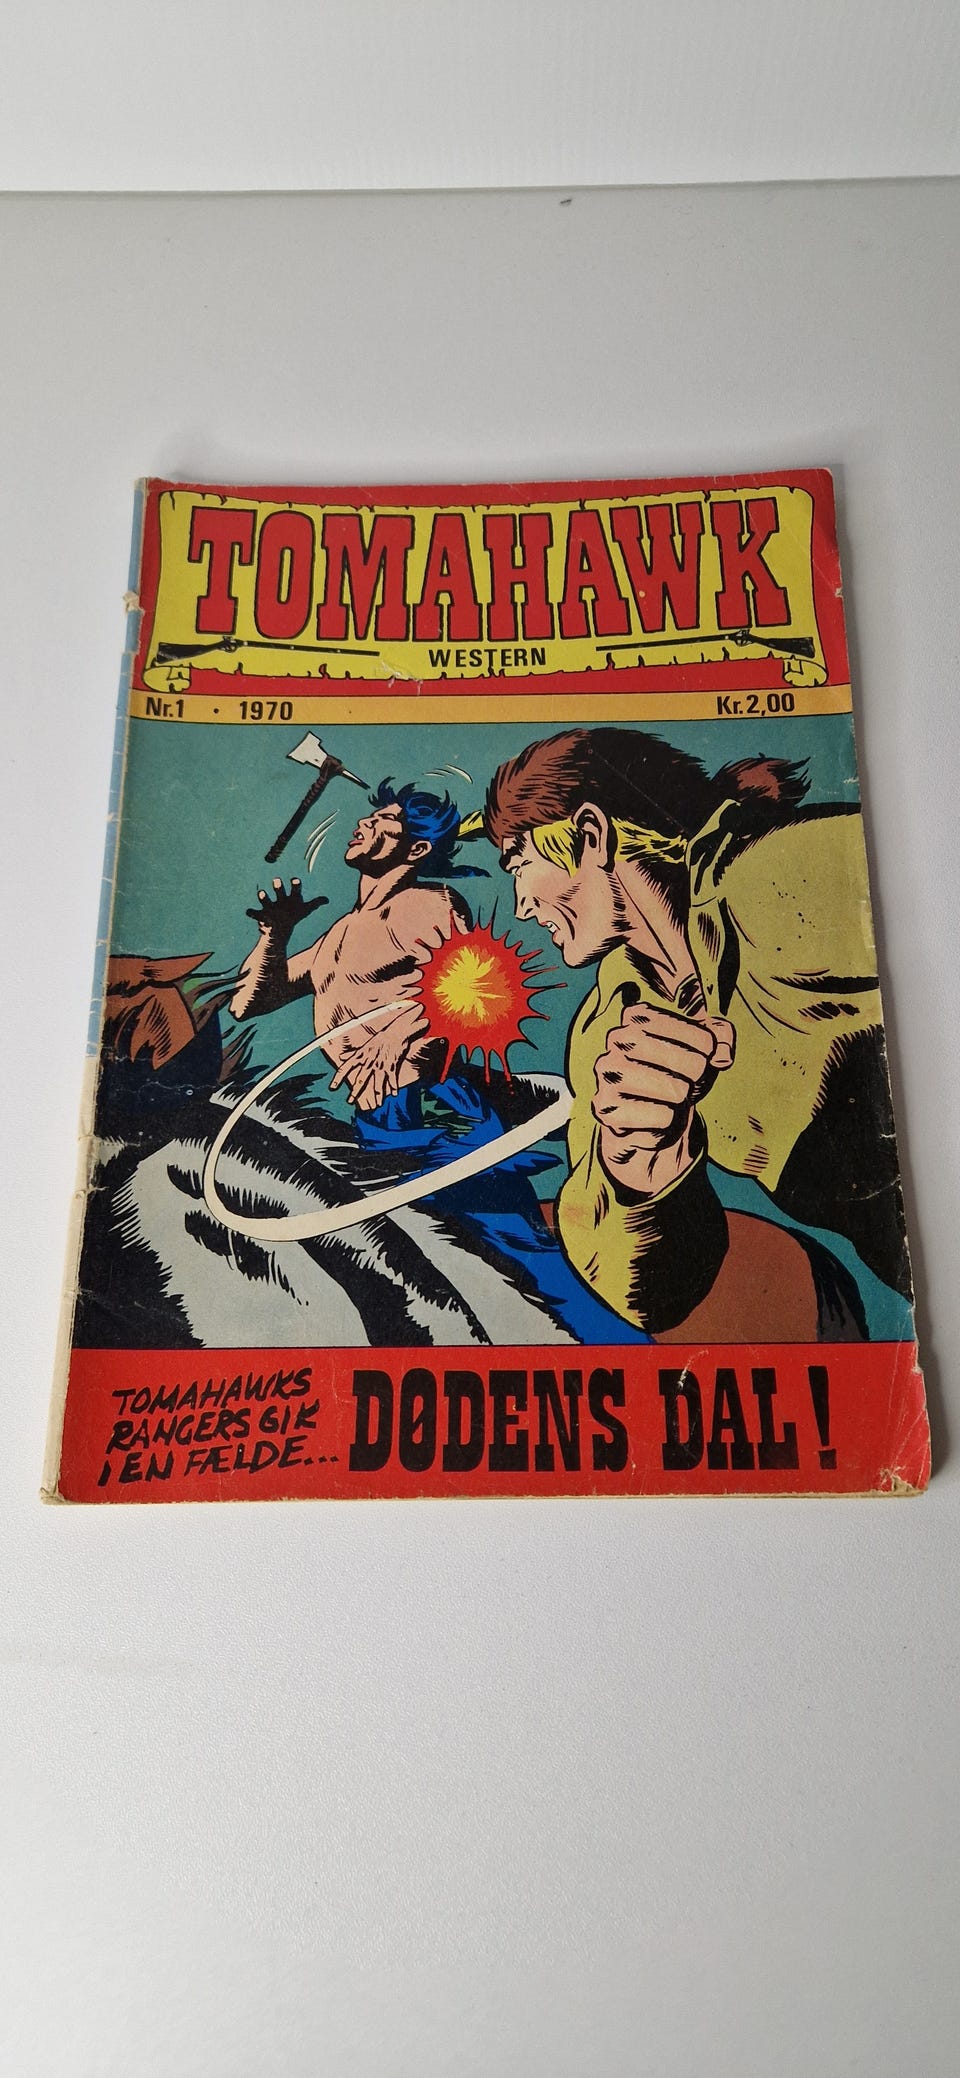 TOMAHAWK
WESTERN
Nr.1 • 1970
Kr.2,00
TOMAHAWKS
RANGERS GIK
I EN FÆLDE...
DØDENS DAL!